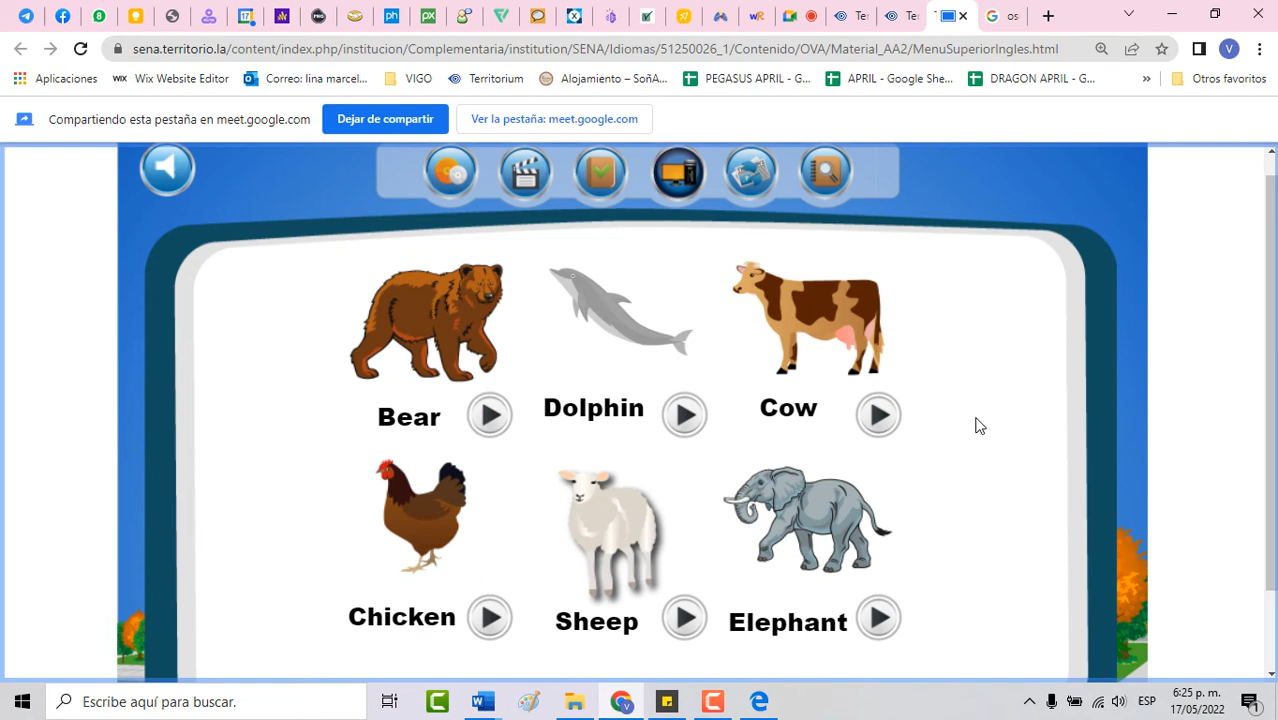 os
sena.territorio.la/content/index.php/institucion/Complementaria/institution/SENA/Idiomas/51250026_1/Contenido/OVA/Material_AA2/MenuSuperiorIngles.html
V
Aplicaciones
WiX Wix Website Editor
Correo: lina marcel...
VIGO
Territorium
Alojamiento – SoñA...
PEGASUS APRIL - G...
APRIL - Google She...
DRAGON APRIL - G...
»
Otros favoritos
Compartiendo esta pestaña en meet.google.com
Dejar de compartir
Ver la pestaña: meet.google.com
Bear
Dolphin
Cow
Chicken
Sheep
Elephant
Escribe aquí para buscar.
ESP
6:25 p. m.
17/05/2022